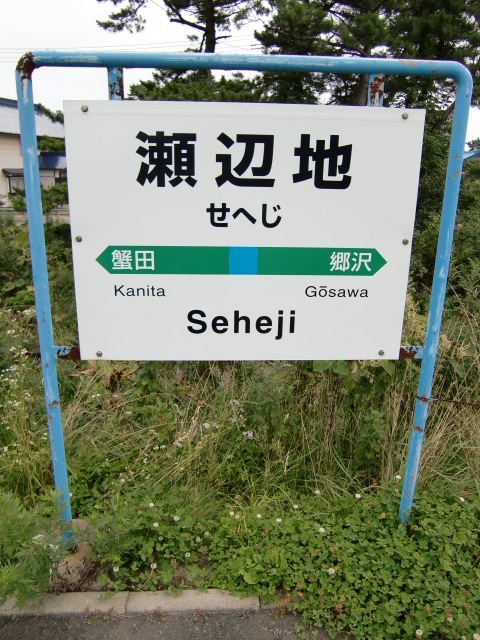 瀬辺地
せへじ
蟹田 郷沢
Kanita Gōsawa
Seheji